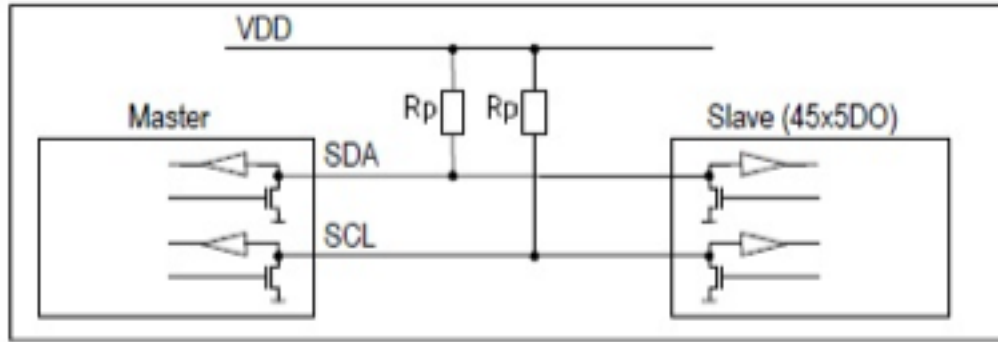 VDD
Rp Rp
Master
Slave (45x5DO)
SDA
SCL